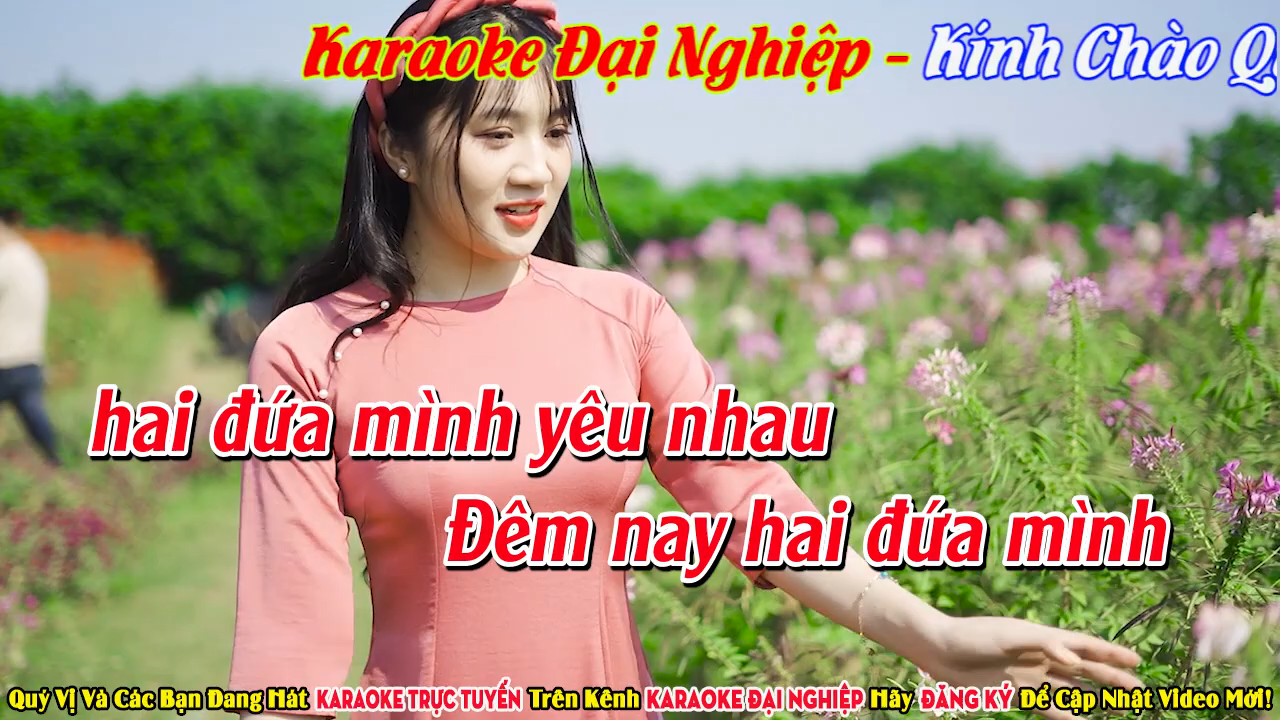 Karaoke Đại Nghiệp - Kính Chào Q
hai đứa mình yêu nhau
Đêm nay hai đứa mình
Quý Vị Và Các Bạn Đang Hát KARAOKE TRỰC TUYẾN Trên Kênh KARAOKE ĐẠI NGHIỆP Hãy ĐĂNG KÝ Để Cập Nhật Video Mới!